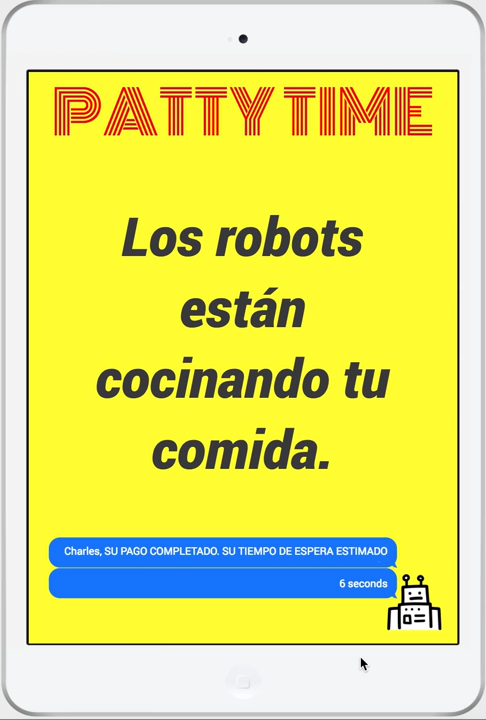 PATTY TIME
Los robots
están
cocinando tu
comida.
Charles, SU PAGO COMPLETADO. SU TIEMPO DE ESPERA ESTIMADO
6 seconds